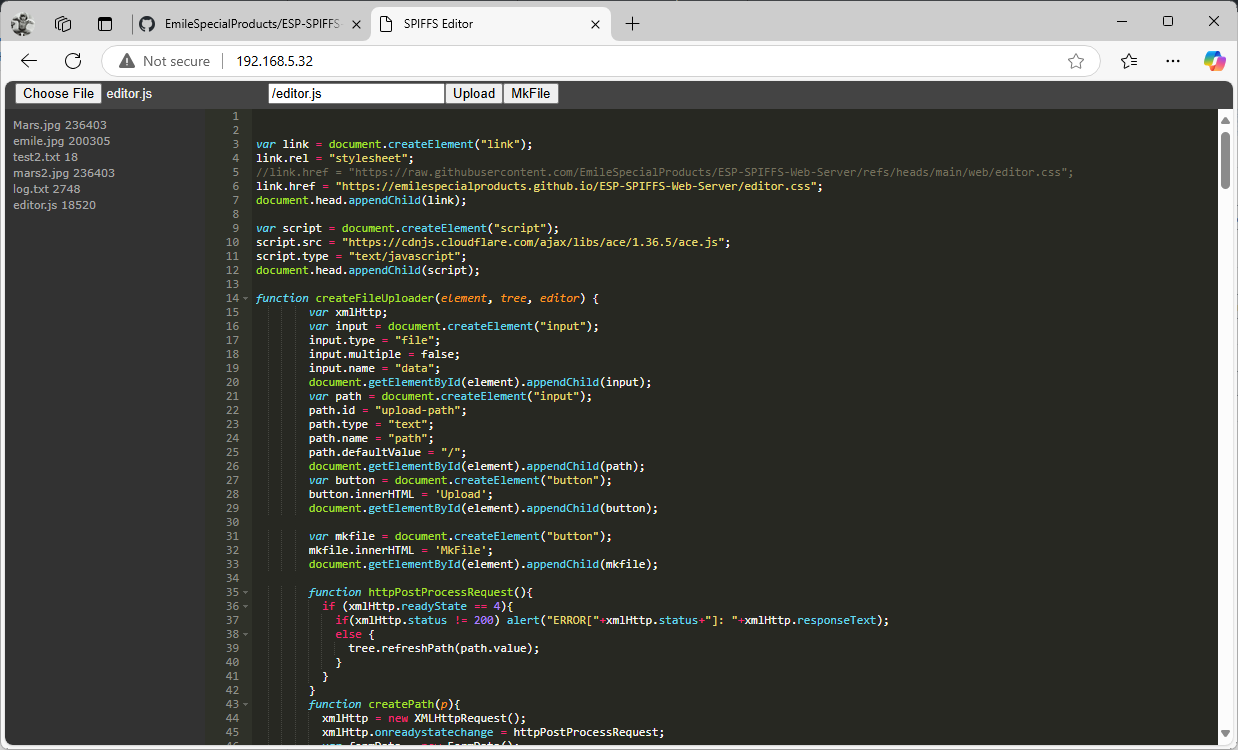 EmileSpecialProducts/ESP-SPIFFS-
SPIFFS Editor
Not secure
192.168.5.32
Choose File editor.js
/editor.js
Upload
MkFile
Mars.jpg 236403
emile.jpg 200305
test2.txt 18
mars2.jpg 236403
log.txt 2748
editor.js 18520
1
2
3 var link = document.createElement("link");
4 link.rel = "stylesheet";
5 //link.href = "https://raw.githubusercontent.com/EmileSpecialProducts/ESP-SPIFFS-Web-Server/refs/heads/main/web/editor.css";
6 link.href = "https://emilespecialproducts.github.io/ESP-SPIFFS-Web-Server/editor.css";
7 document.head.appendChild(link);
8
9 var script = document.createElement("script");
10 script.src = "https://cdnjs.cloudflare.com/ajax/libs/ace/1.36.5/ace.js";
11 script.type = "text/javascript";
12 document.head.appendChild(script);
13
14 function createFileUploader(element, tree, editor) {
15 var xmlHttp;
16 var input = document.createElement("input");
17 input.type = "file";
18 input.multiple = false;
19 input.name = "data";
20 document.getElementById(element).appendChild(input);
21 var path = document.createElement("input");
22 path.id = "upload-path";
23 path.type = "text";
24 path.name = "path";
25 path.defaultValue = "/";
26 document.getElementById(element).appendChild(path);
27 var button = document.createElement("button");
28 button.innerHTML = 'Upload';
29 document.getElementById(element).appendChild(button);
30
31 var mkfile = document.createElement("button");
32 mkfile.innerHTML = 'MkFile';
33 document.getElementById(element).appendChild(mkfile);
34
35 function httpPostProcessRequest(){
36 if (xmlHttp.readyState == 4){
37 if(xmlHttp.status != 200) alert("ERROR["+xmlHttp.status+"]: "+xmlHttp.responseText);
38 else {
39 tree.refreshPath(path.value);
40 }
41 }
42 }
43 function createPath(p){
44 xmlHttp = new XMLHttpRequest();
45 xmlHttp.onreadystatechange = httpPostProcessRequest;
46 var formData = new FormData();